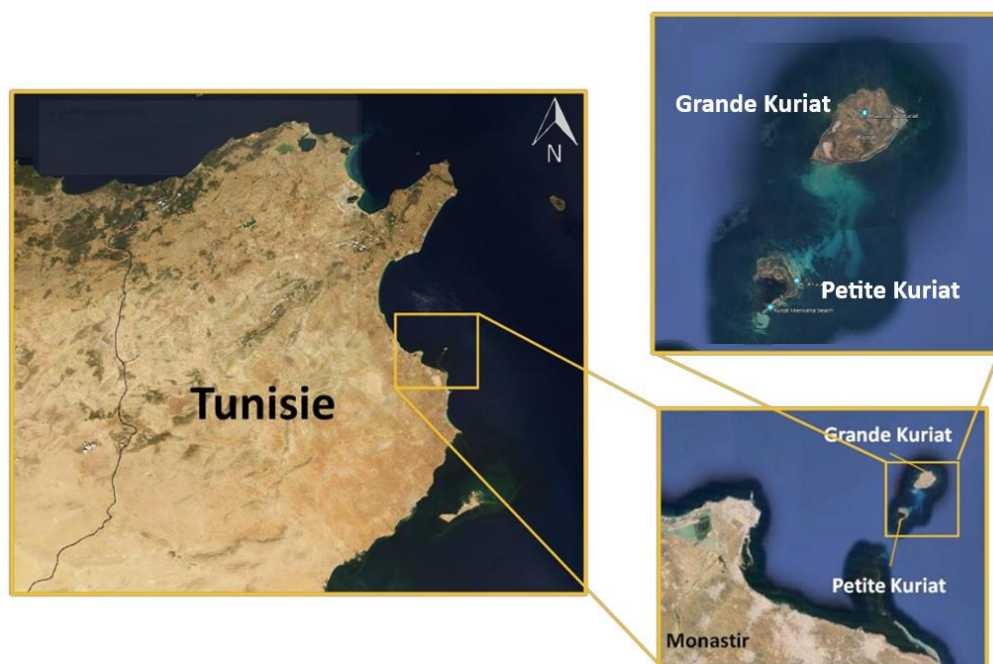 N
Tunisie
Grande Kuriat
Petite Kuriat
Grande Kuriat
Petite Kuriat
Monastir